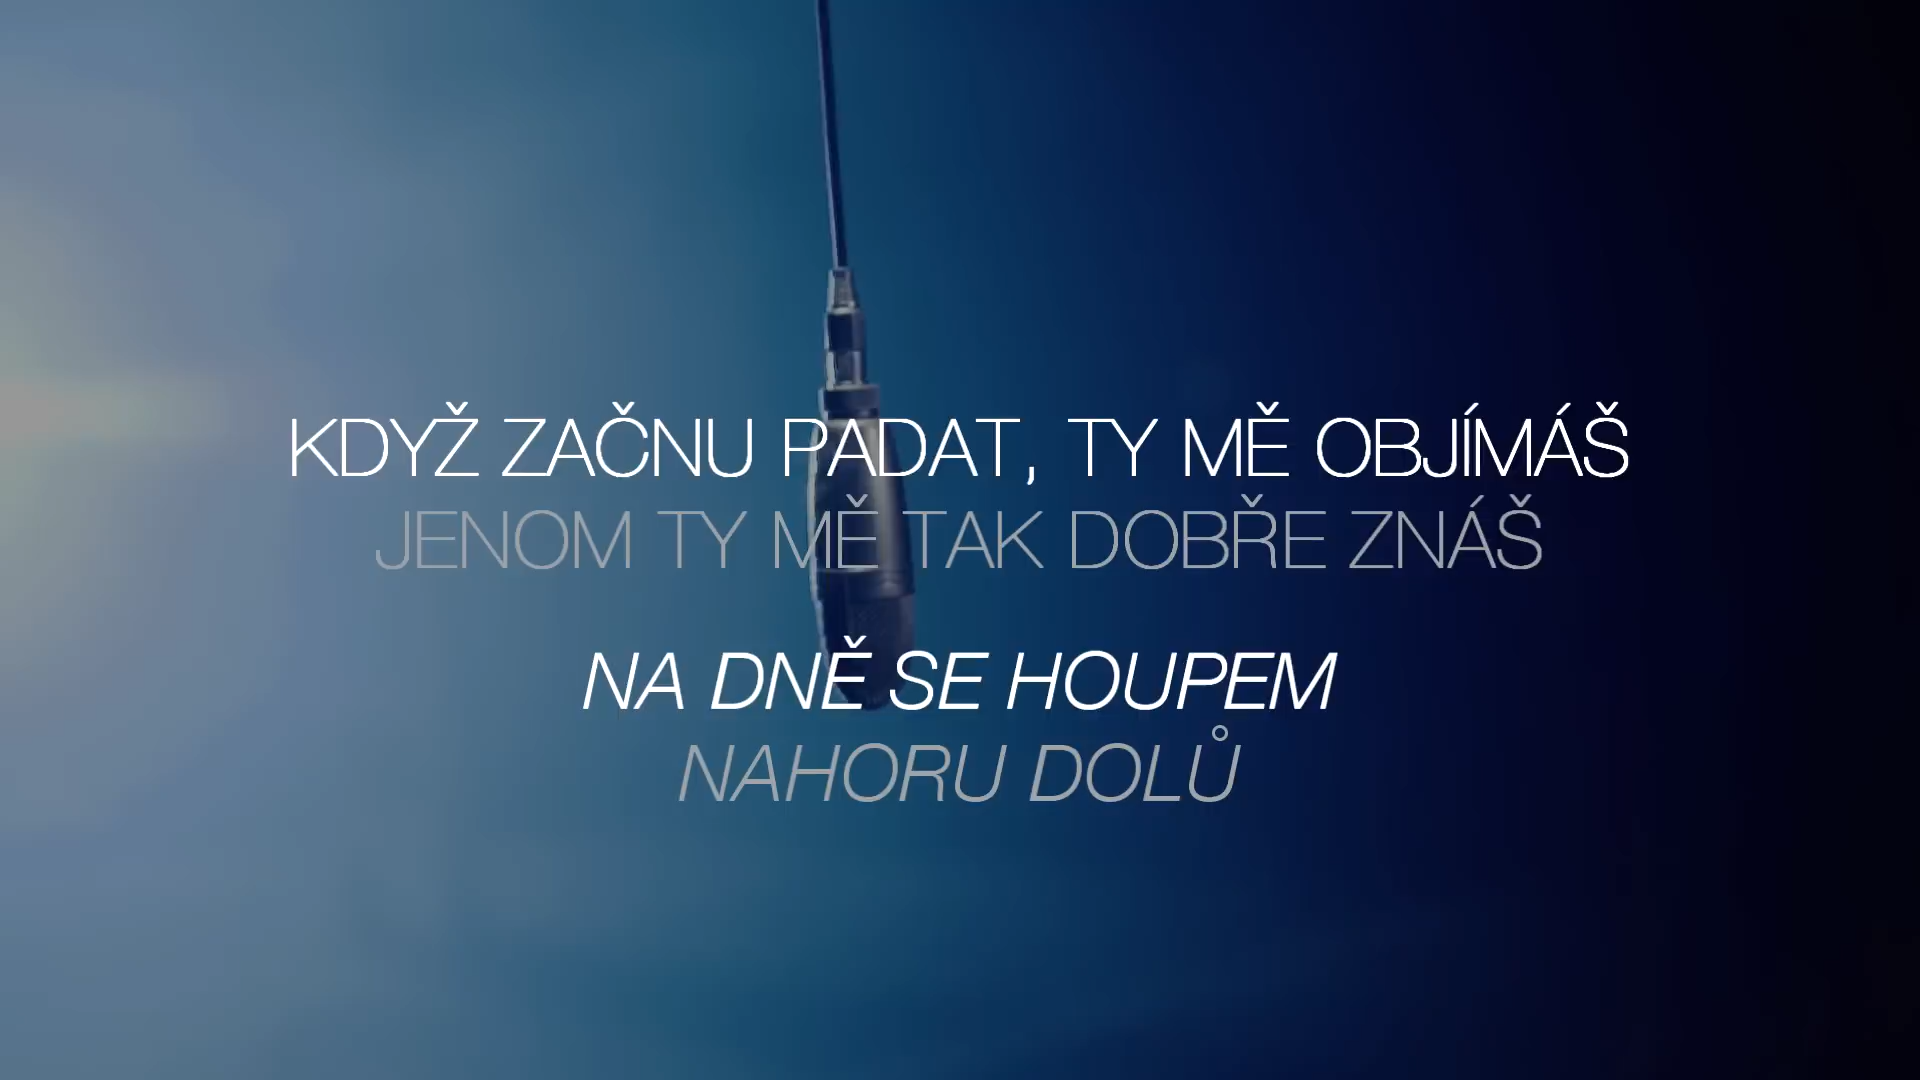 KDYŽ ZAČNU PADAT, TY MĚ OBJÍMÁŠ
JENOM TY MĚ TAK DOBŘE ZNÁŠ
NA DNĚ SE HOUPEM
NAHORU DOLŮ